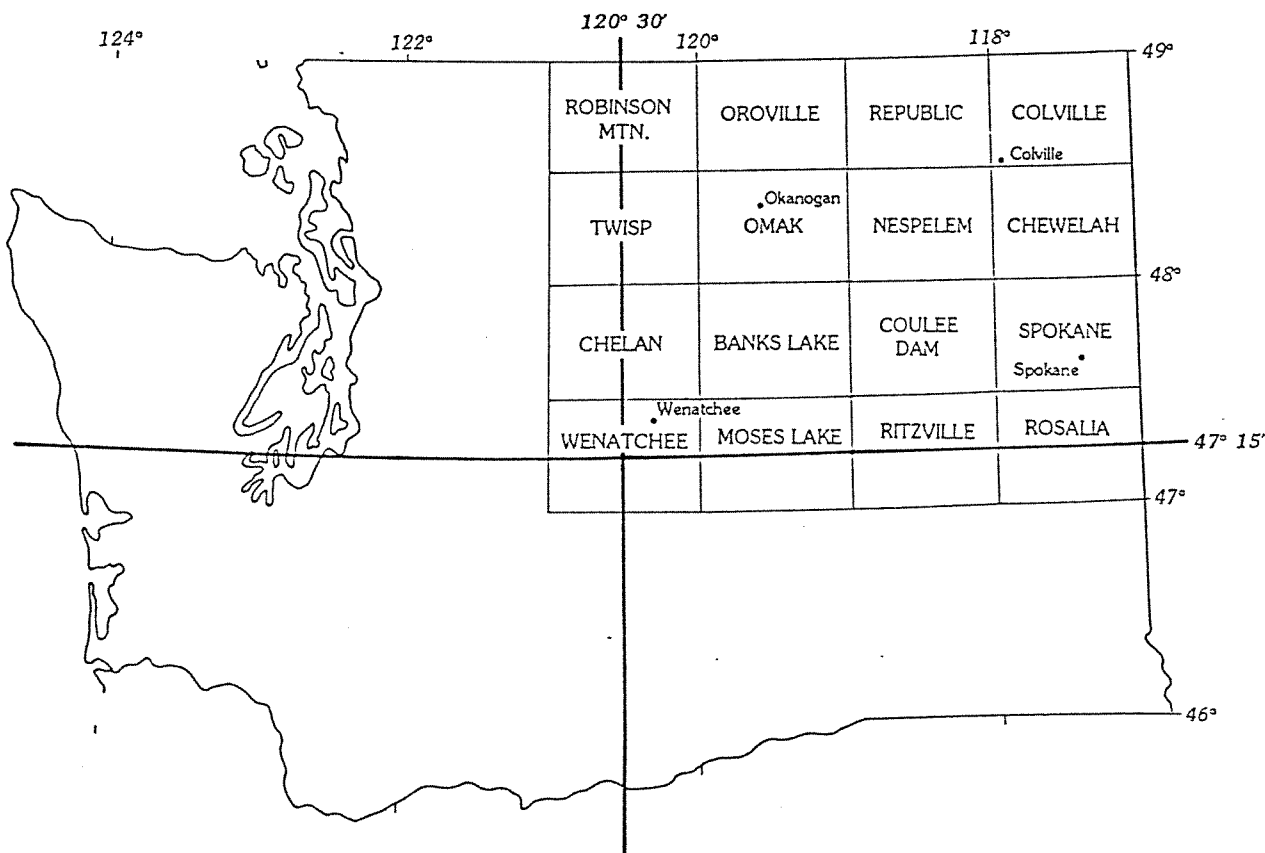 120° 30′
124°
122°
120°
118°
49°
ROBINSON
MTN.
OROVILLE
REPUBLIC
COLVILLE
Colville
Okanogan
TWISP
OMAK
NESPELEM
CHEWELAH
48°
CHELAN
BANKS LAKE
COULEE
DAM
SPOKANE
Spokane
Wenatchee
WENATCHEE
MOSES LAKE
RITZVILLE
ROSALIA
47° 15′
47°
46°